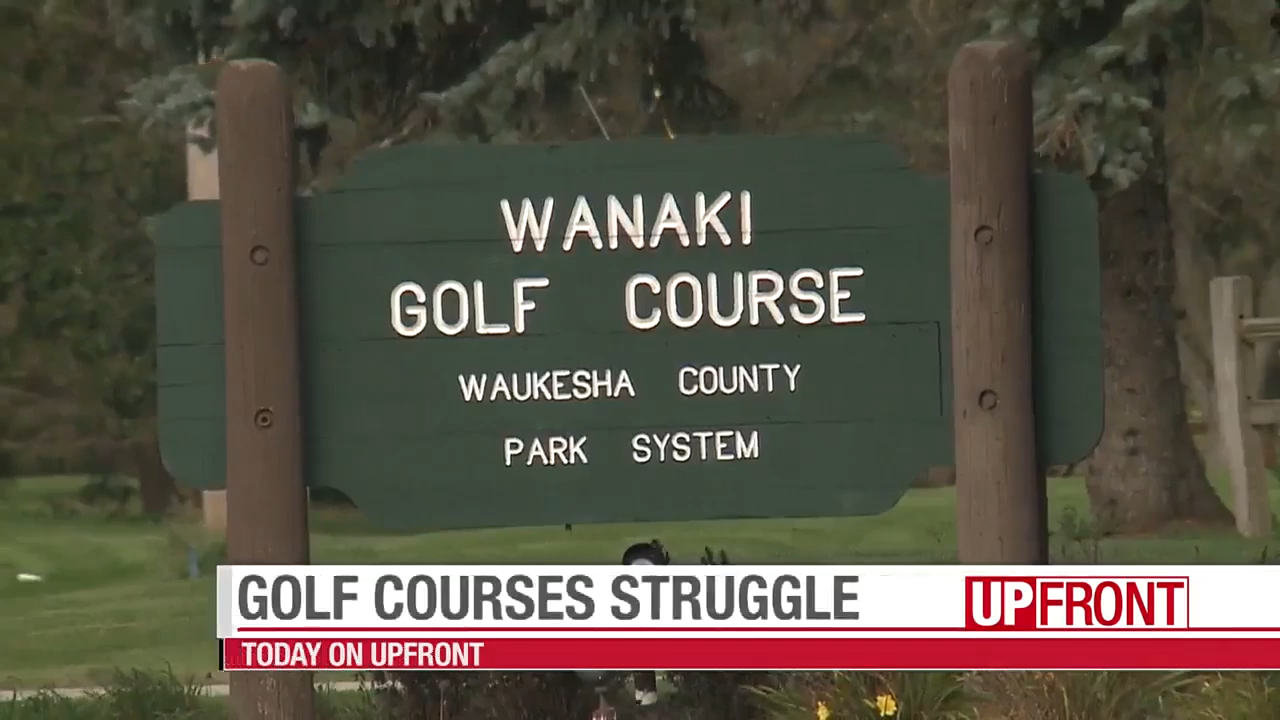 WANAKI
GOLF COURSE
WAUKESHA COUNTY
PARK SYSTEM
GOLF COURSES STRUGGLE
UPFRONT
TODAY ON UPFRONT